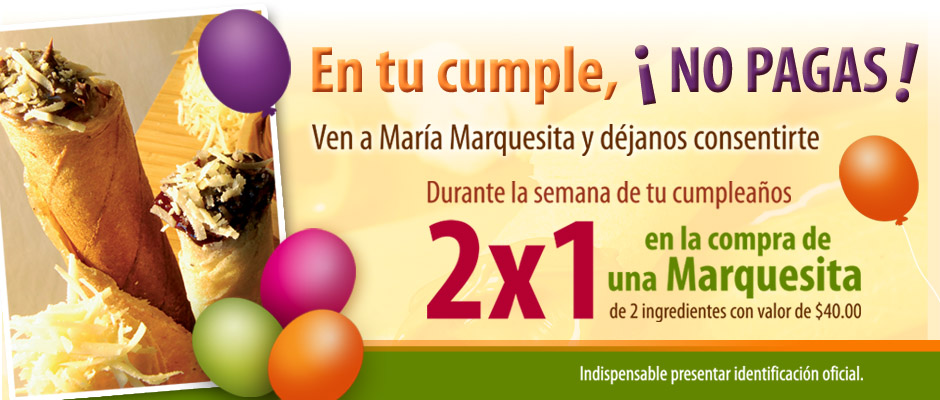 En tu cumple, ¡NO PAGAS!
Ven a María Marquesita y déjanos consentirte
Durante la semana de tu cumpleaños
2x1 en la compra de
una Marquesita
de 2 ingredientes con valor de $40.00
Indispensable presentar identificación oficial.